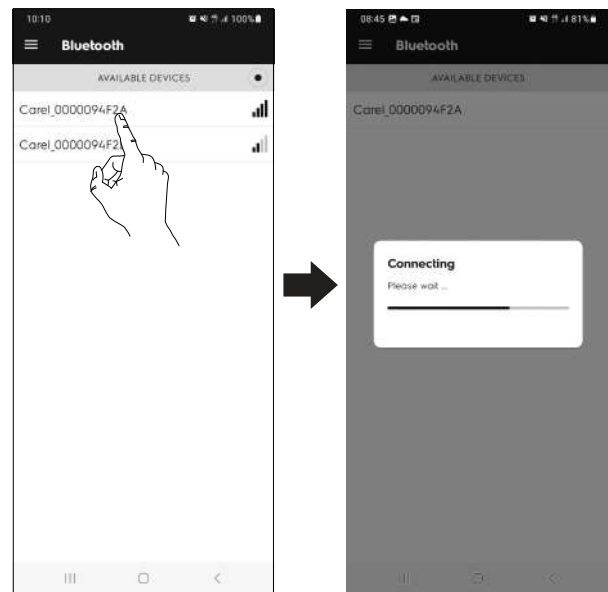 10:10
100%
Bluetooth
AVAILABLE DEVICES
Carel_0000094F2A
Carel_0000094F2
08:45
81%
Bluetooth
AVAILABLE DEVICES
Carel_0000094F2A
Connecting
Please wait ...